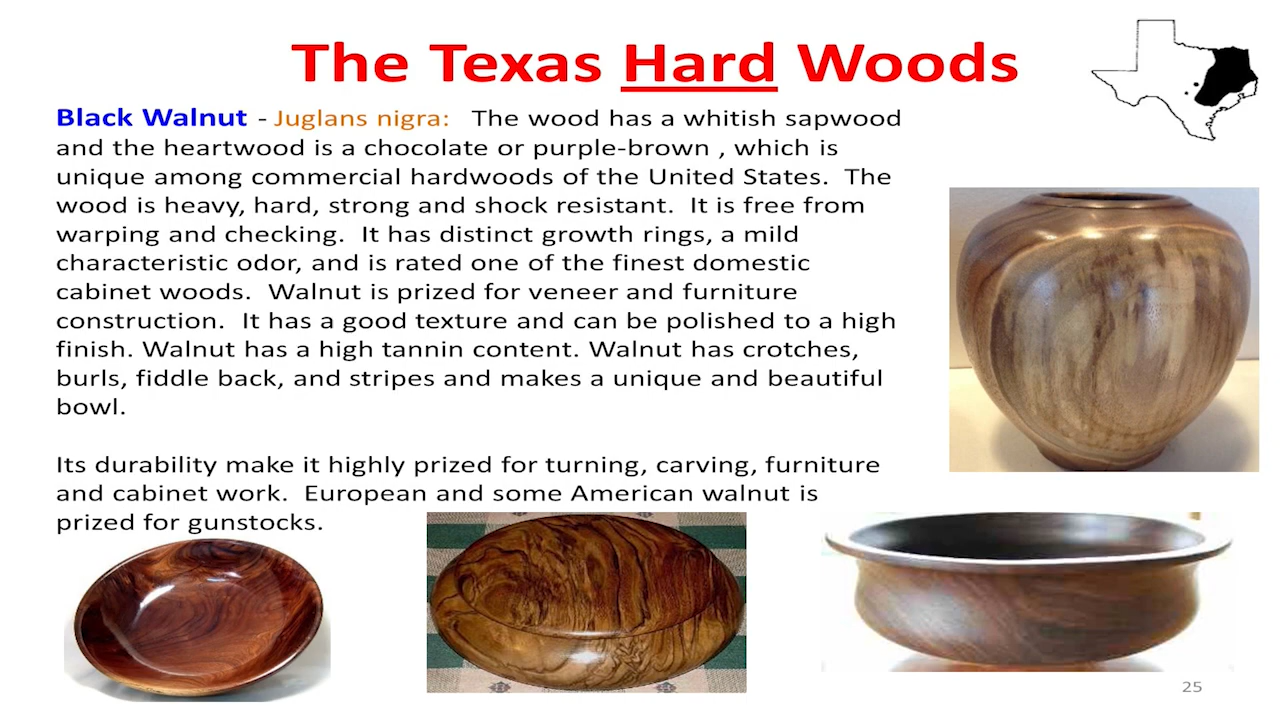 The Texas Hard Woods
Black Walnut - Juglans nigra: The wood has a whitish sapwood
and the heartwood is a chocolate or purple-brown , which is
unique among commercial hardwoods of the United States. The
wood is heavy, hard, strong and shock resistant. It is free from
warping and checking. It has distinct growth rings, a mild
characteristic odor, and is rated one of the finest domestic
cabinet woods. Walnut is prized for veneer and furniture
construction. It has a good texture and can be polished to a high
finish. Walnut has a high tannin content. Walnut has crotches,
burls, fiddle back, and stripes and makes a unique and beautiful
bowl.
Its durability make it highly prized for turning, carving, furniture
and cabinet work. European and some American walnut is
prized for gunstocks.
25